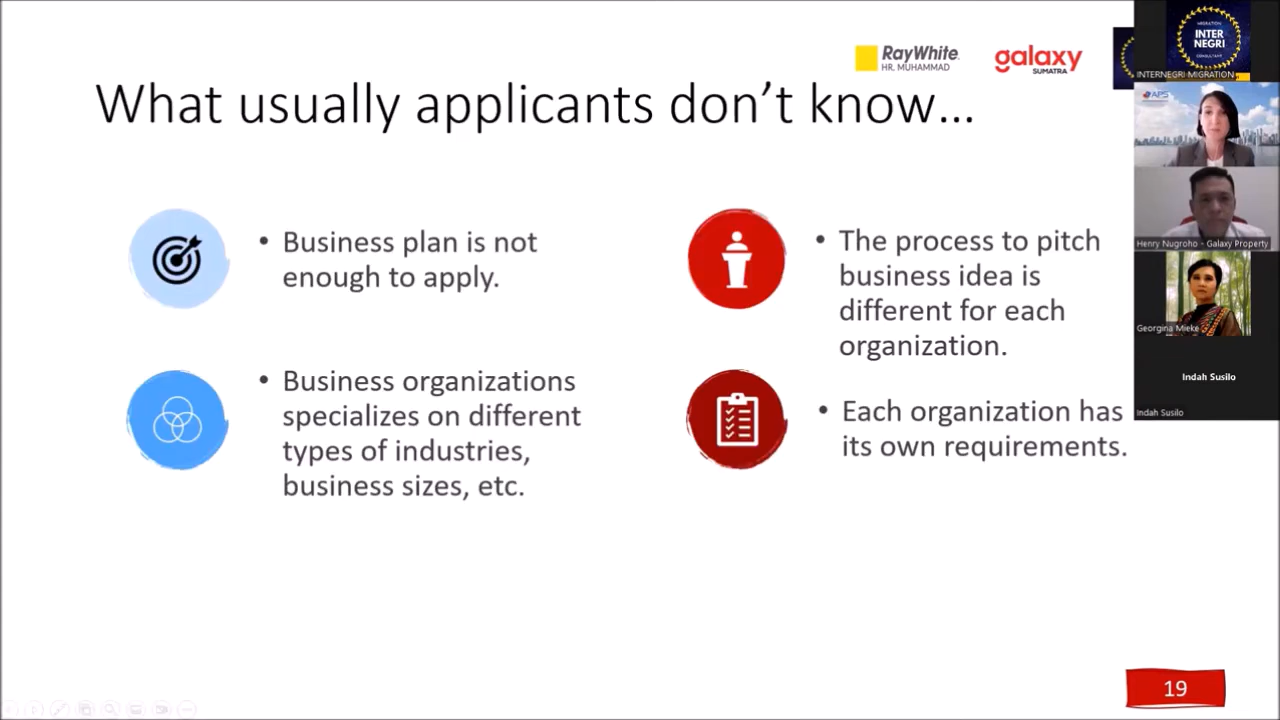 RayWhite.
HR. MUHAMMAD
galaxy
SUMATRA
What usually applicants don't know...
• Business plan is not
enough to apply.
• Business organizations
specializes on different
types of industries,
business sizes, etc.
• The process to pitch
business idea is
different for each
organization.
• Each organization has
its own requirements.
19
MIGRATION
INTER
NEGRI
CONSULTANT
INTERNEGRI MIGRATION
APS
Henry Nugroho - Galaxy Property
Georgina Mieke
Indah Susilo
Indah Susilo